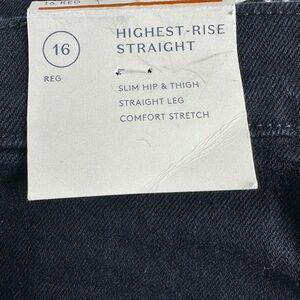 16 REG
16
REG
HIGHEST-RISE
STRAIGHT
SLIM HIP & THIGH
STRAIGHT LEG
COMFORT STRETCH